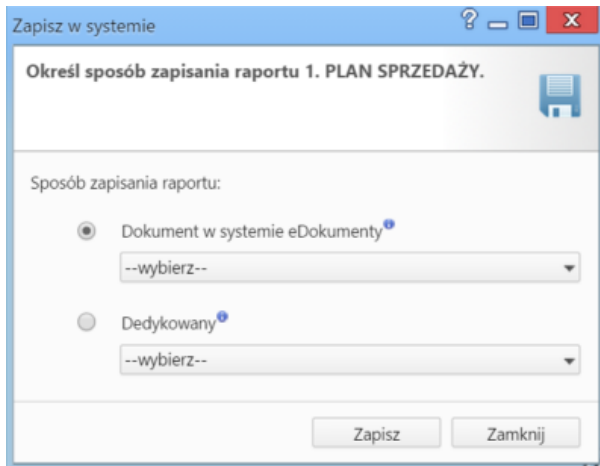 Zapisz w systemie
Określ sposób zapisania raportu 1. PLAN SPRZEDAŻY.
Sposób zapisania raportu:
Dokument w systemie eDokumenty
--wybierz--
Dedykowany
--wybierz--
Zapisz Zamknij